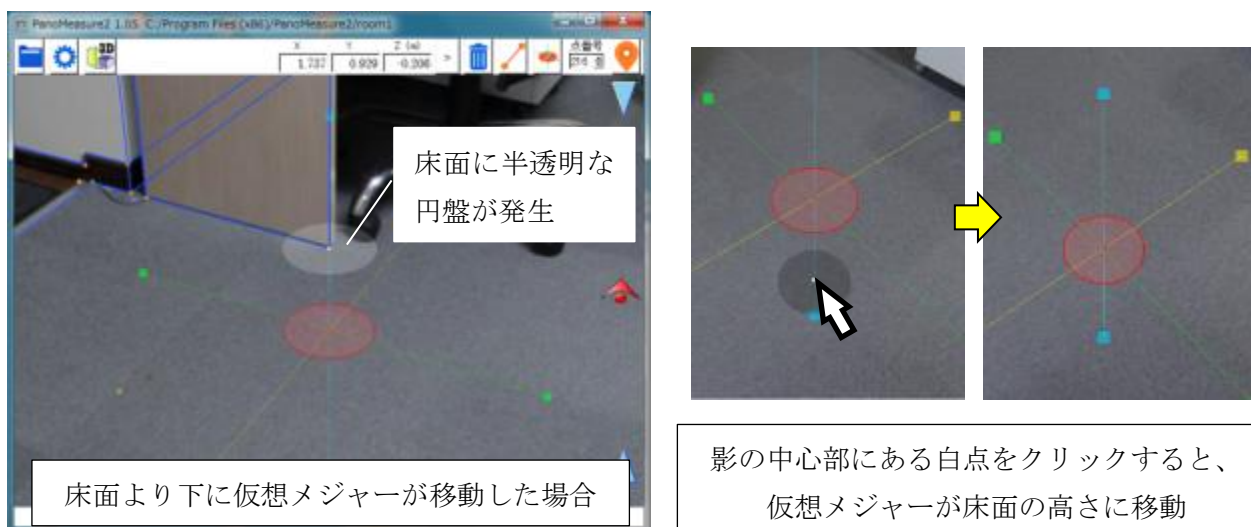 PanoMeasure2 1.05 C:/Program Files (x86)/PanoMeasure2/room1
X Y Z (m)
1.737 0.929 -0.206 >
点番号
3D
床面に半透明な
円盤が発生
床面より下に仮想メジャーが移動した場合
影の中心部にある白点をクリックすると、
仮想メジャーが床面の高さに移動